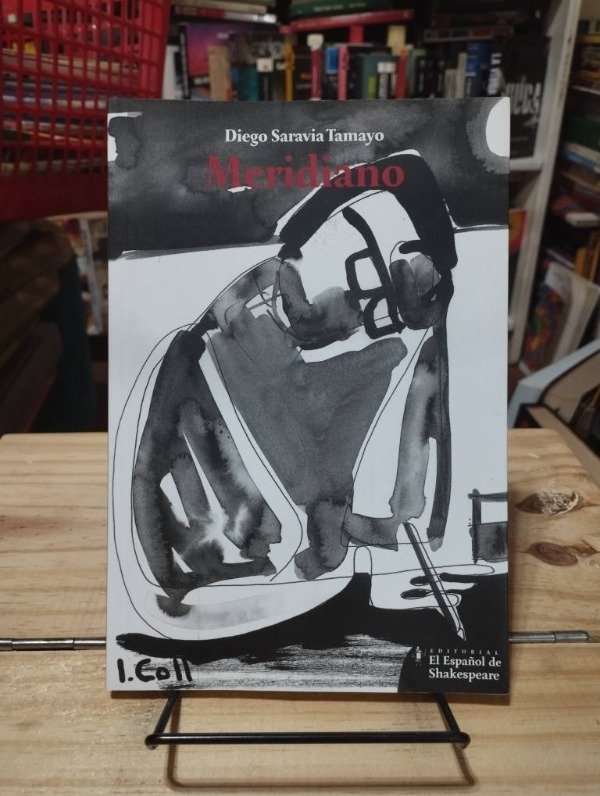 Diego Saravia Tamayo
Meridiano
I. Coll
EDITORIAL
El Español de
Shakespeare